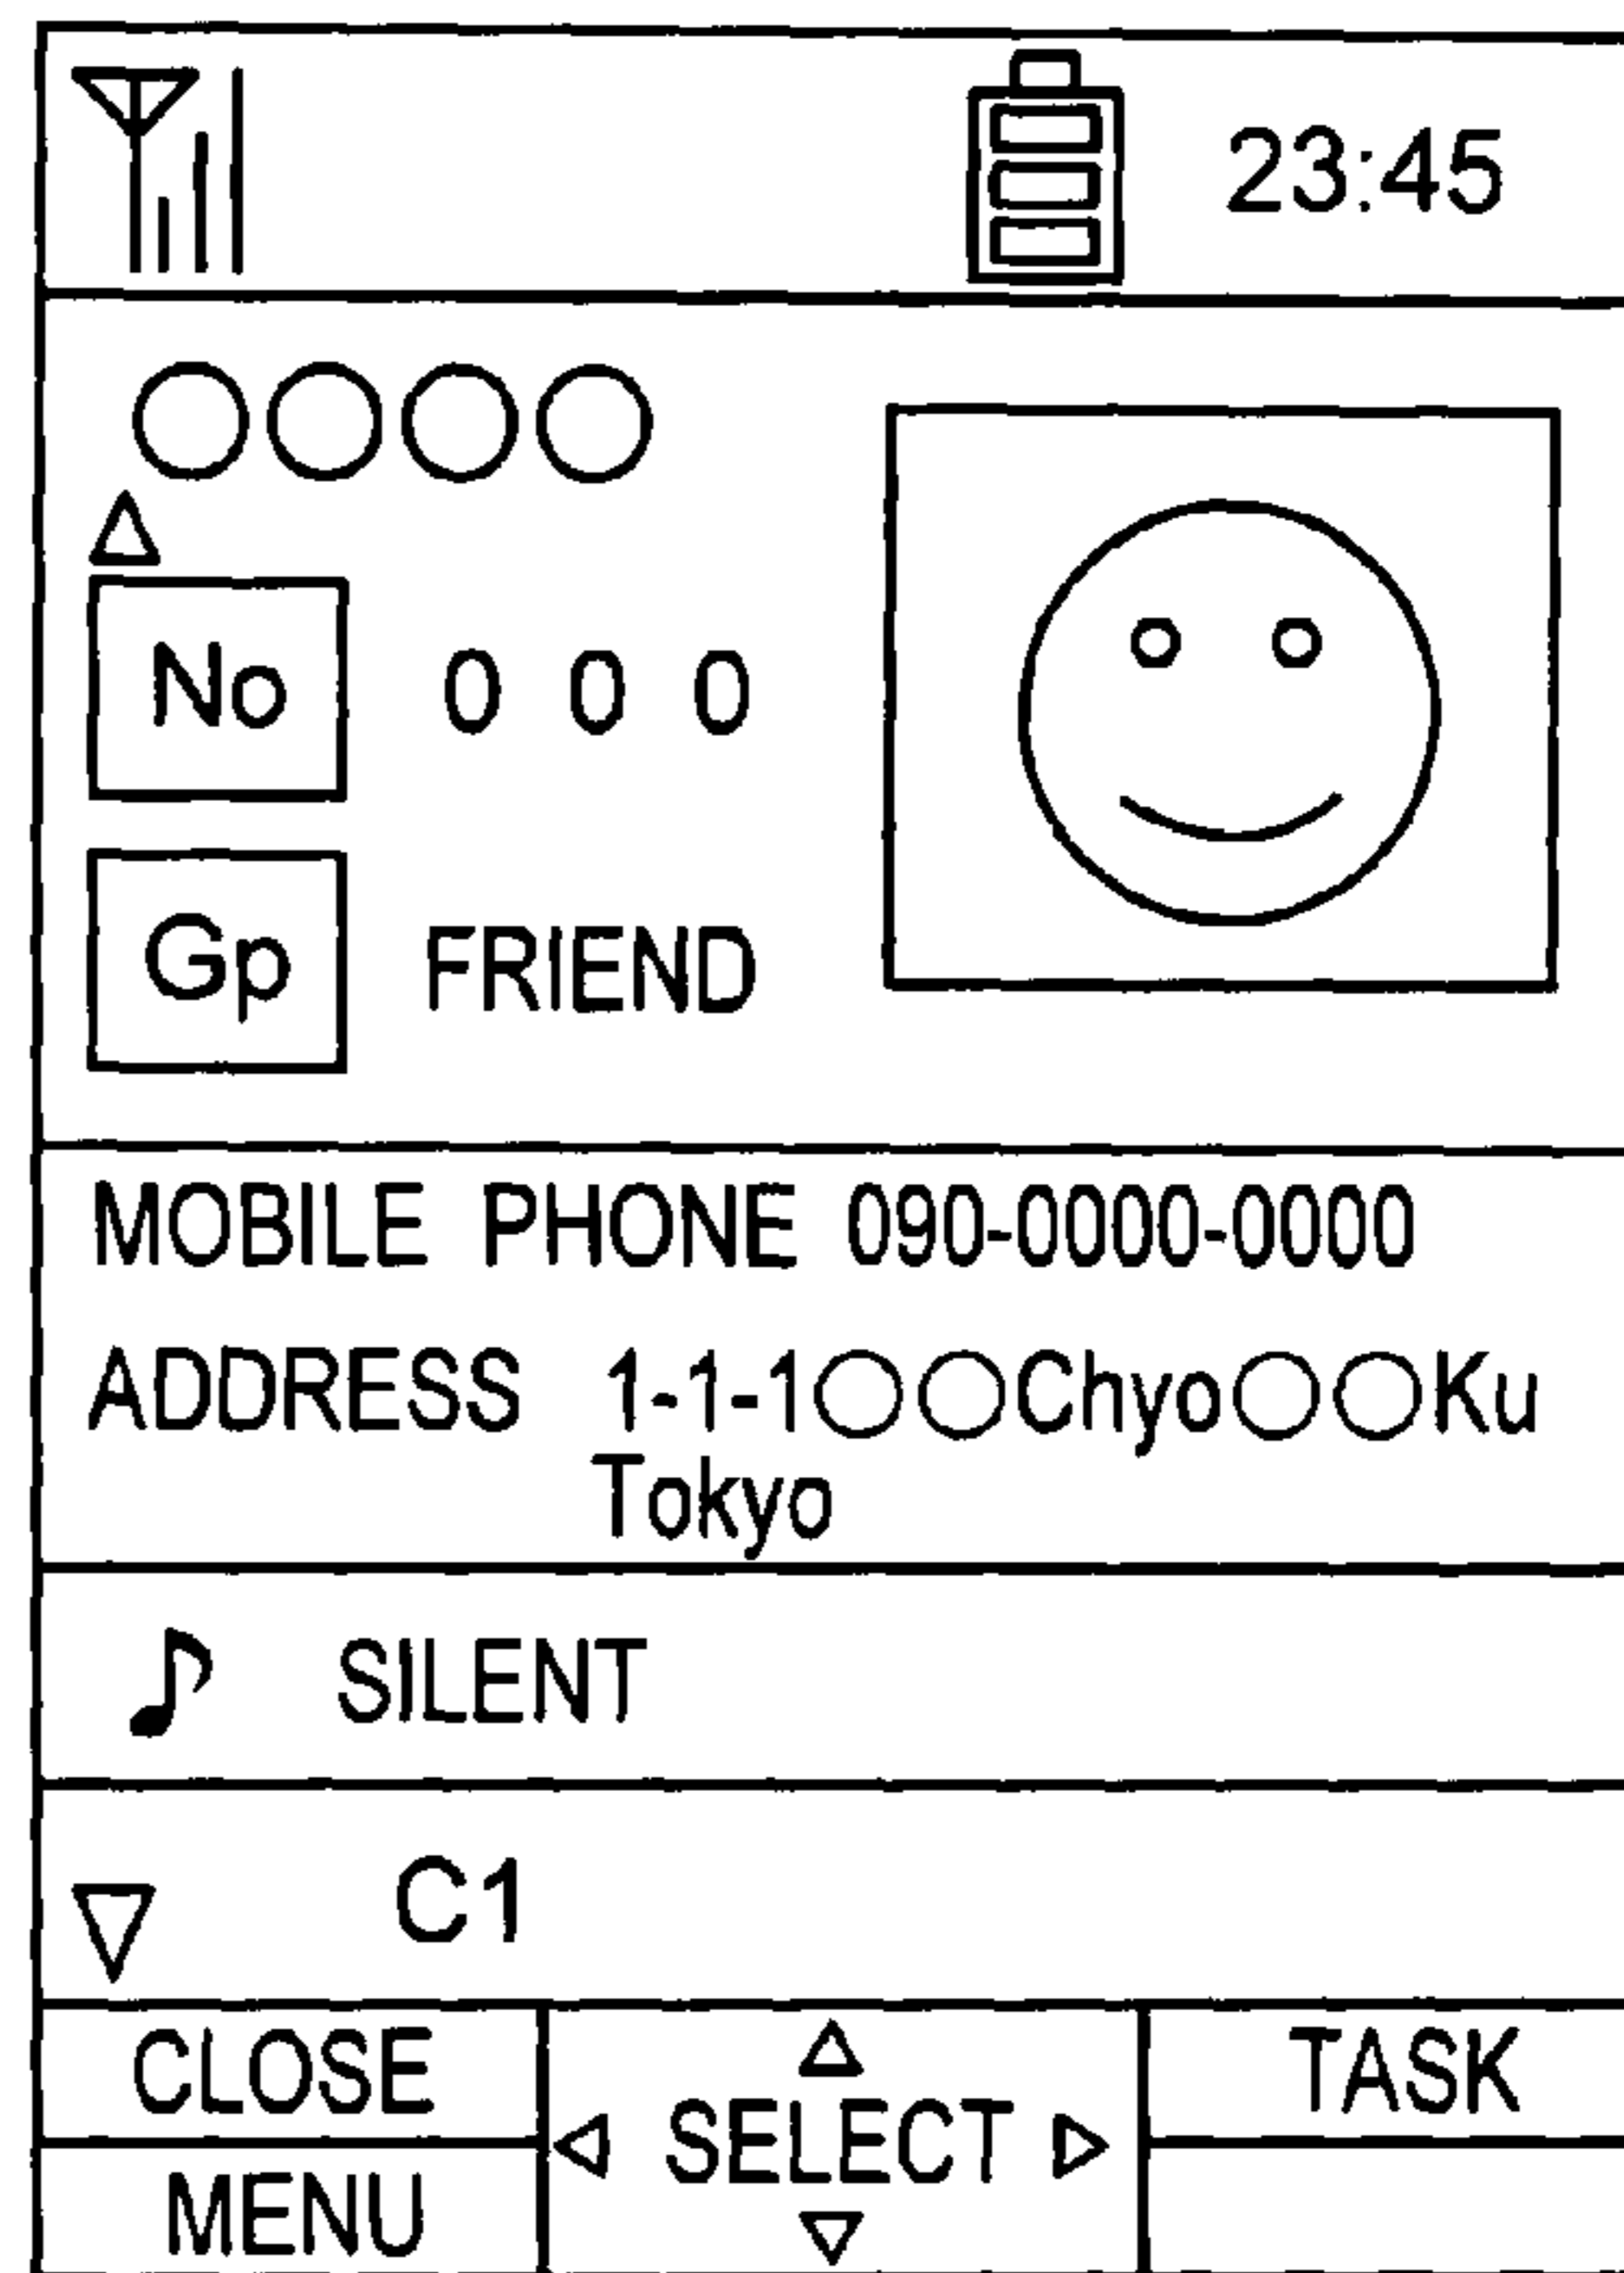 23:45
○○○○
No 0 0 0
Gp FRIEND
MOBILE PHONE 090-0000-0000
ADDRESS 1-1-1○○Chyo○○Ku
Tokyo
♪ SILENT
C1
CLOSE
TASK
SELECT
MENU